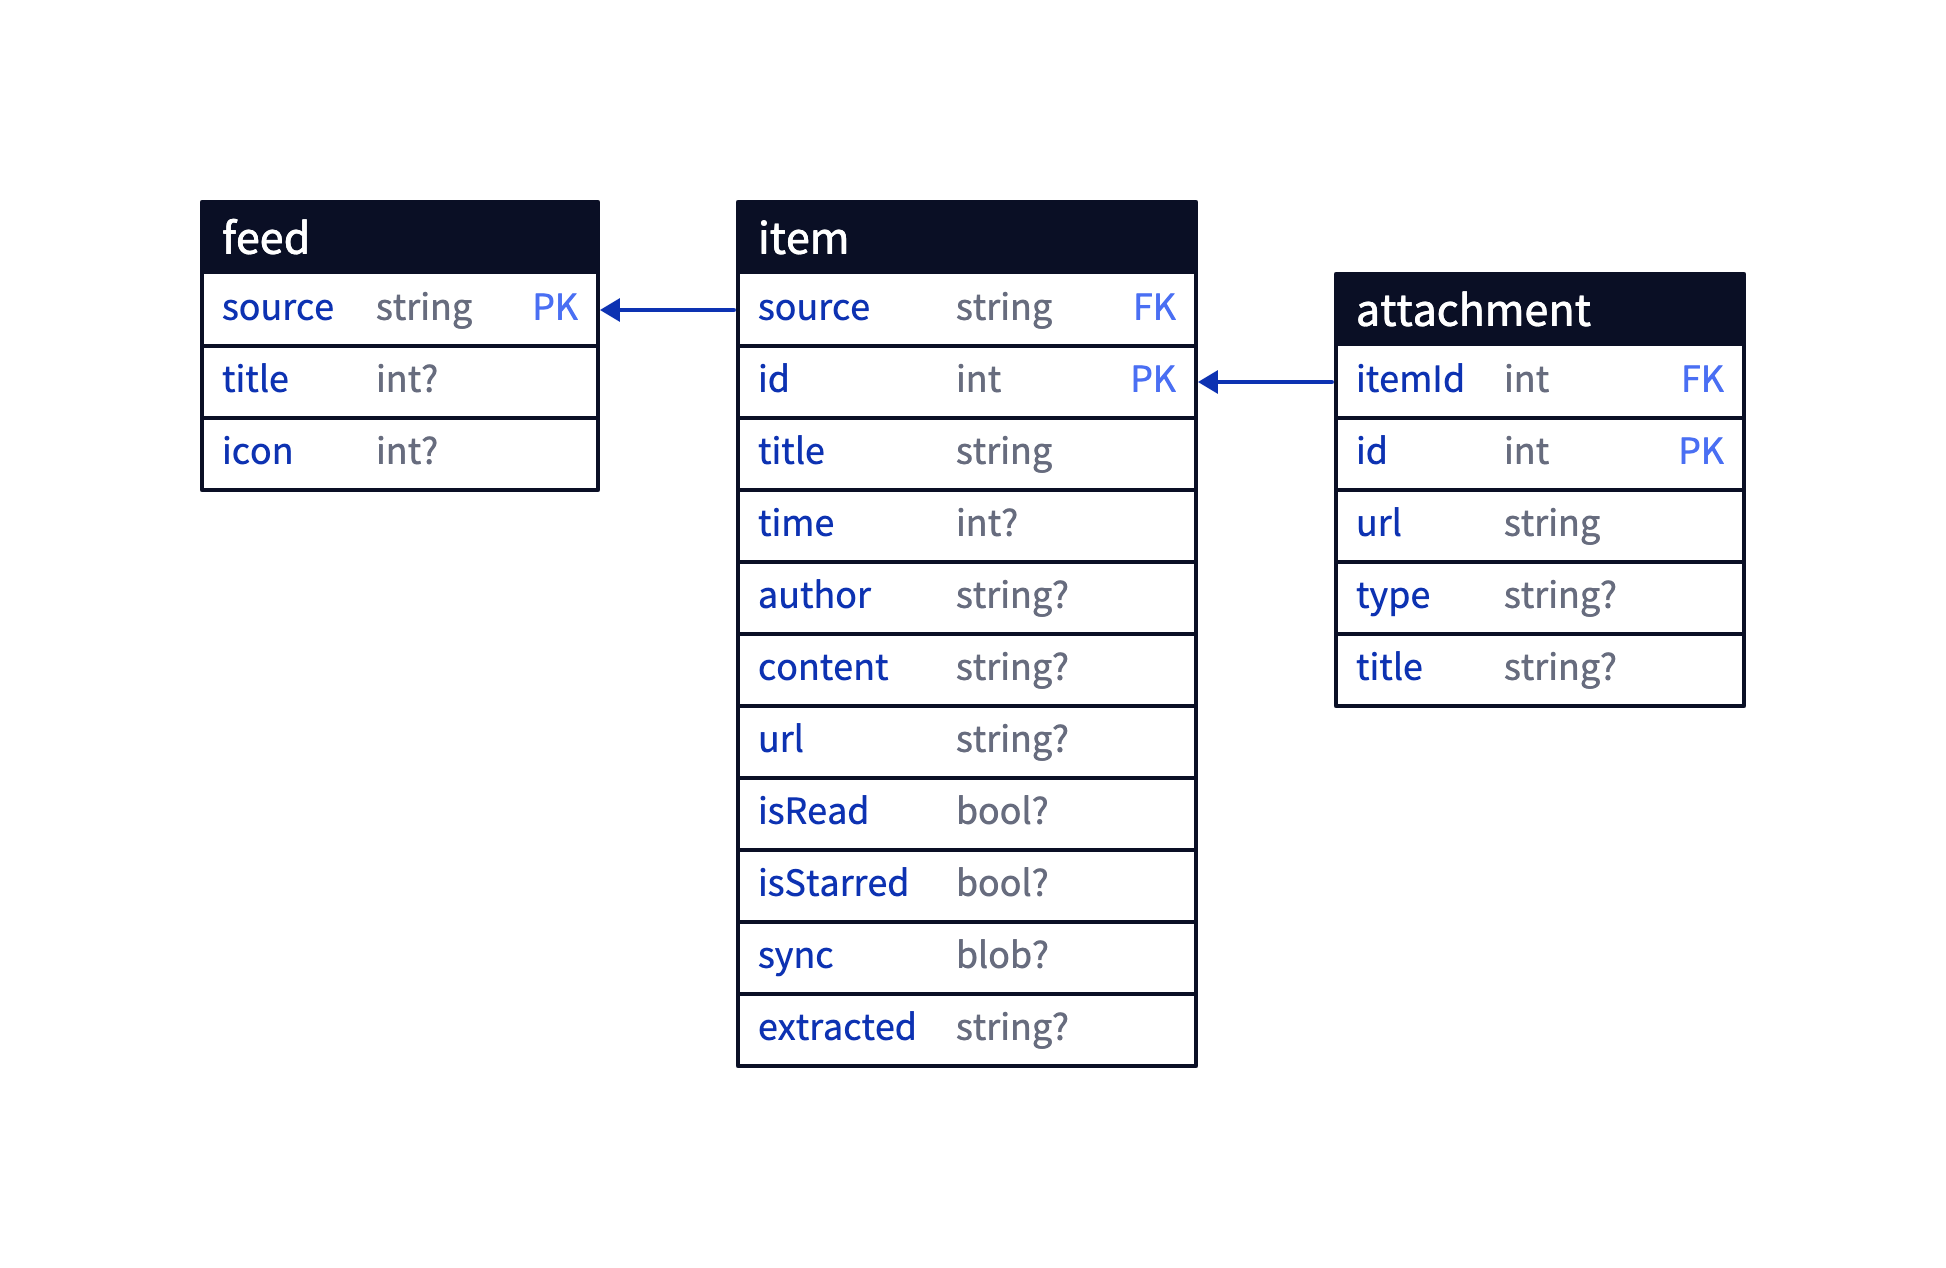 feed
source string PK
title int?
icon int?
item
source string FK
id int PK
title string
time int?
author string?
content string?
url string?
isRead bool?
isStarred bool?
sync blob?
extracted string?
attachment
itemId int FK
id int PK
url string
type string?
title string?